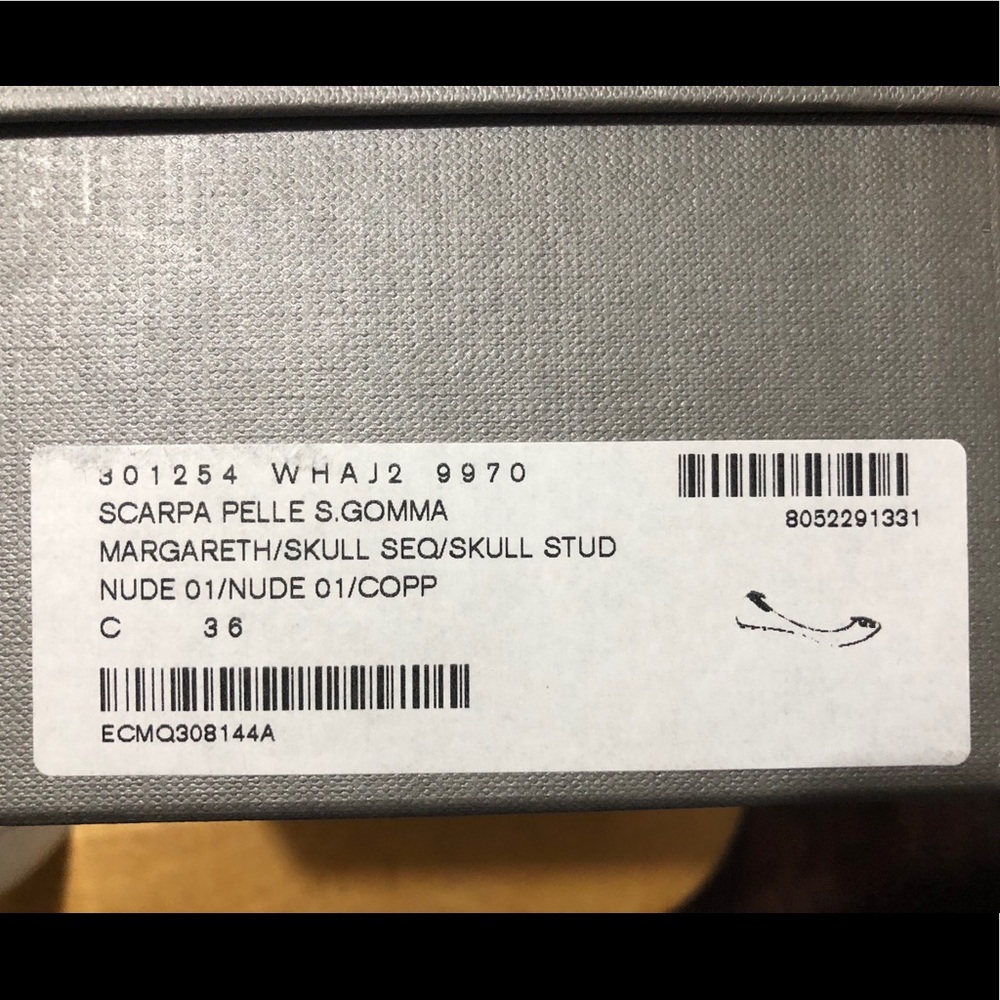 301254 WHAJ2 9970
SCARPA PELLE S.GOMMA
MARGARETH/SKULL SEQ/SKULL STUD
NUDE 01/NUDE 01/COPP
C 36
ECMQ308144A
8052291331